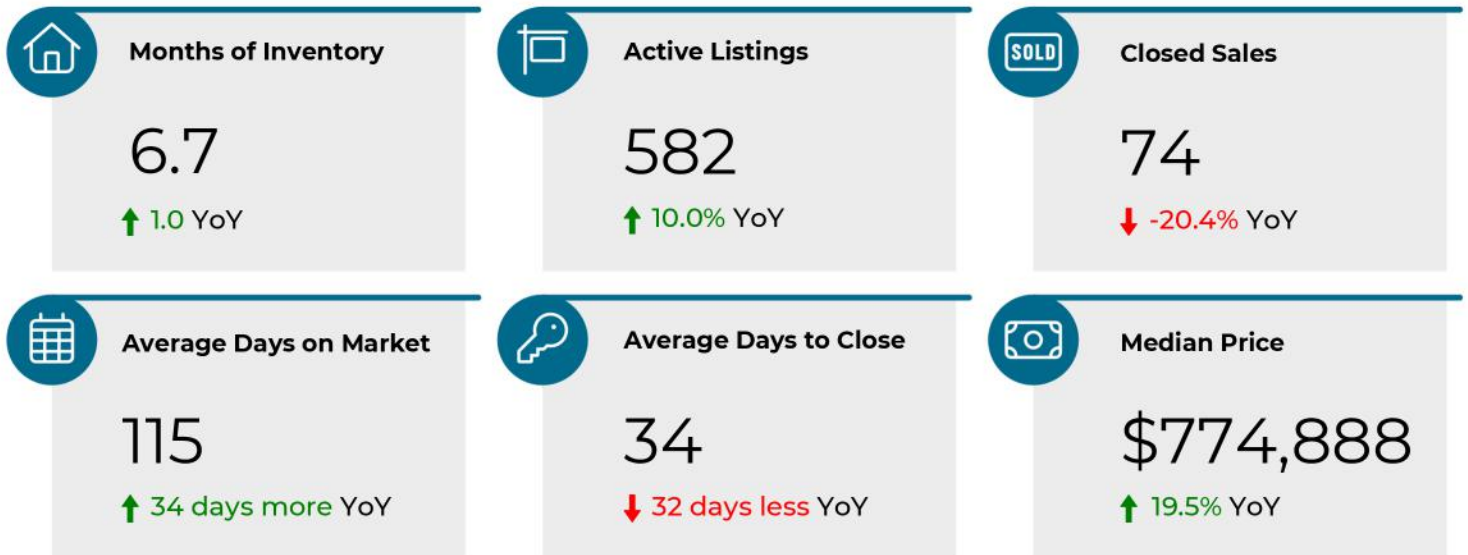 Months of Inventory
6.7
1.0 YoY
Active Listings
582
10.0% YoY
SOLD
Closed Sales
74
-20.4% YoY
Average Days on Market
115
34 days more YoY
Average Days to Close
34
32 days less YoY
Median Price
$774,888
19.5% YoY